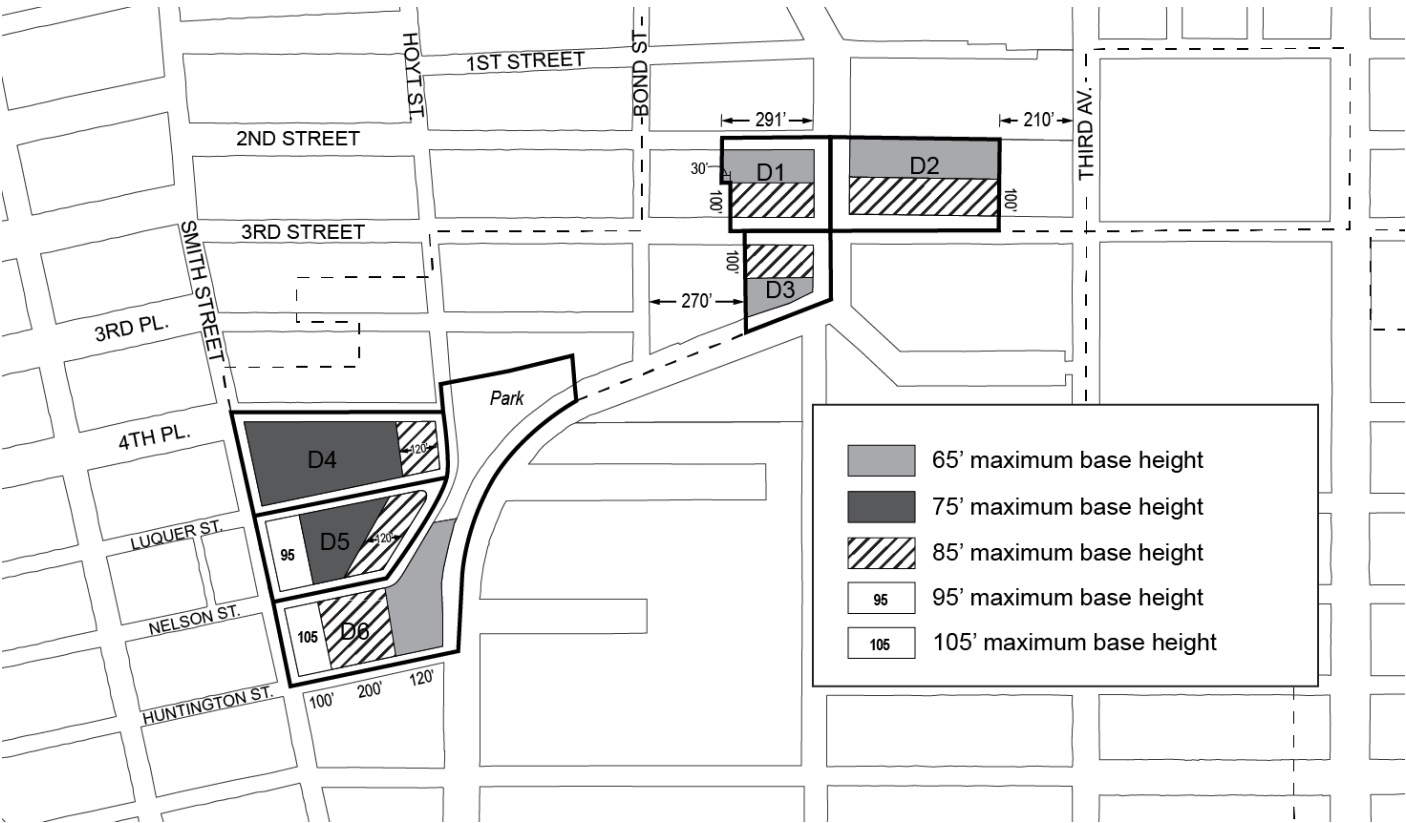 HOYT ST.
1ST STREET
BOND ST.
THIRD AV.
2ND STREET
291’
210’
30’
D1
D2
100’
100’
SMITH STREET
3RD STREET
100’
D3
270’
3RD PL.
Park
4TH PL.
D4
120’
LUQUER ST.
95
D5
120’
NELSON ST.
105
D6
HUNTINGTON ST.
100’
200’
120’
65’ maximum base height
75’ maximum base height
85’ maximum base height
95 95’ maximum base height
105 105’ maximum base height